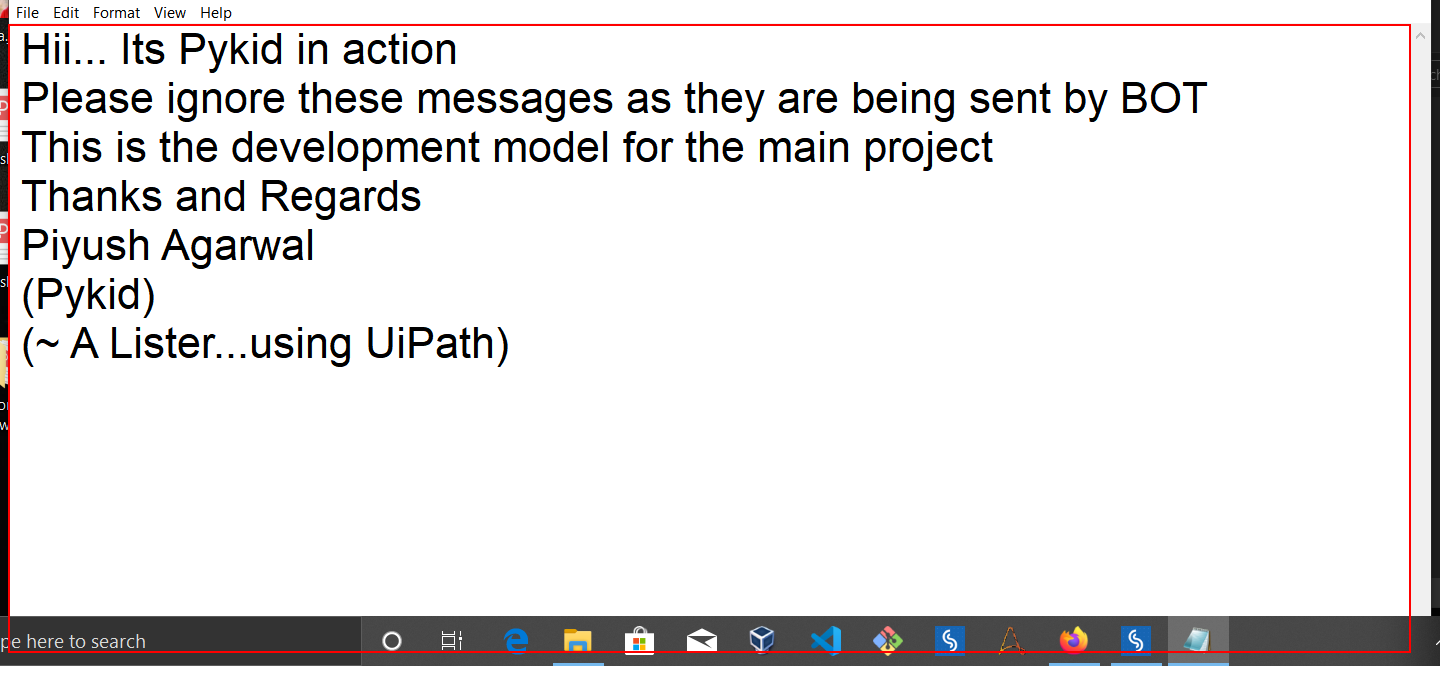 File Edit Format View Help
Hii... Its Pykid in action
Please ignore these messages as they are being sent by BOT
This is the development model for the main project
Thanks and Regards
Piyush Agarwal
(Pykid)
(~ A Lister...using UiPath)
pe here to search